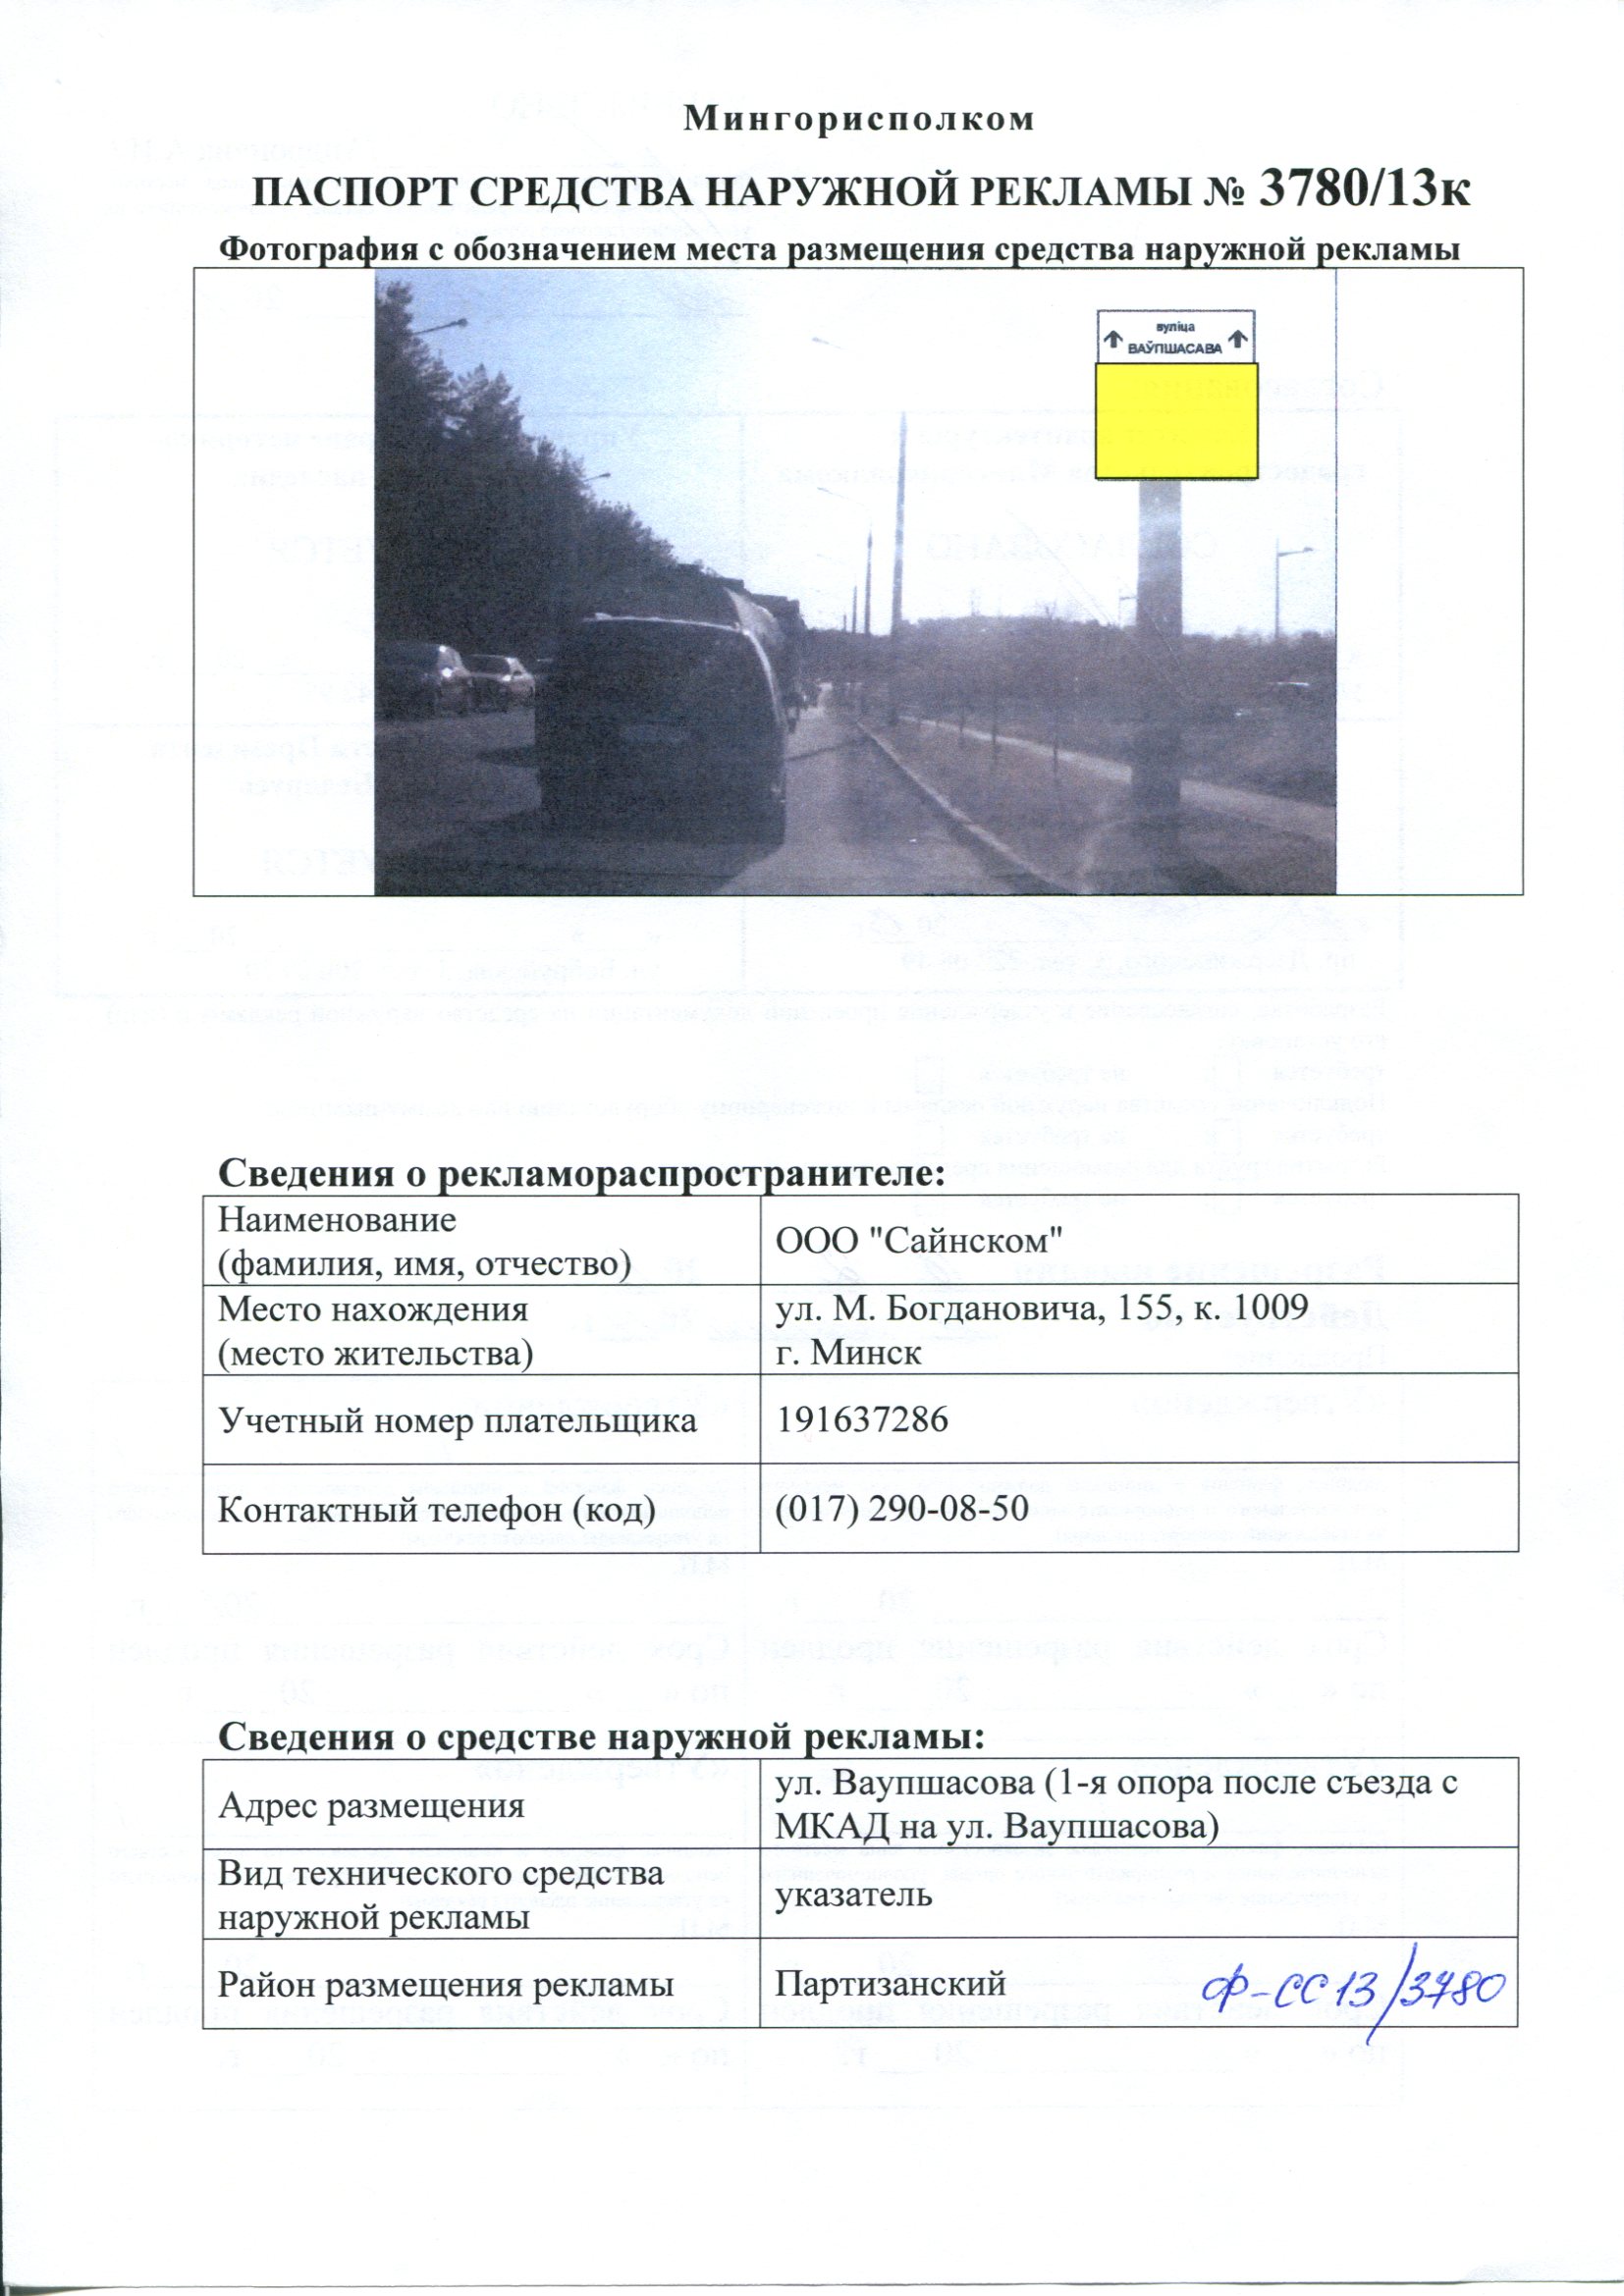 Мингорисполком
ПАСПОРТ СРЕДСТВА НАРУЖНОЙ РЕКЛАМЫ № 3780/13к
Фотография с обозначением места размещения средства наружной рекламы
вуліца
ВАЎПШАСАВА
Сведения о рекламораспространителе:
Наименование
(фамилия, имя, отчество)
ООО "Сайнском"
Место нахождения
(место жительства)
ул. М. Богдановича, 155, к. 1009
г. Минск
Учетный номер плательщика
191637286
Контактный телефон (код)
(017) 290-08-50
Сведения о средстве наружной рекламы:
Адрес размещения
ул. Ваупшасова (1-я опора после съезда с
МКАД на ул. Ваупшасова)
Вид технического средства
наружной рекламы
указатель
Район размещения рекламы
Партизанский
Ф-СС 13/3780